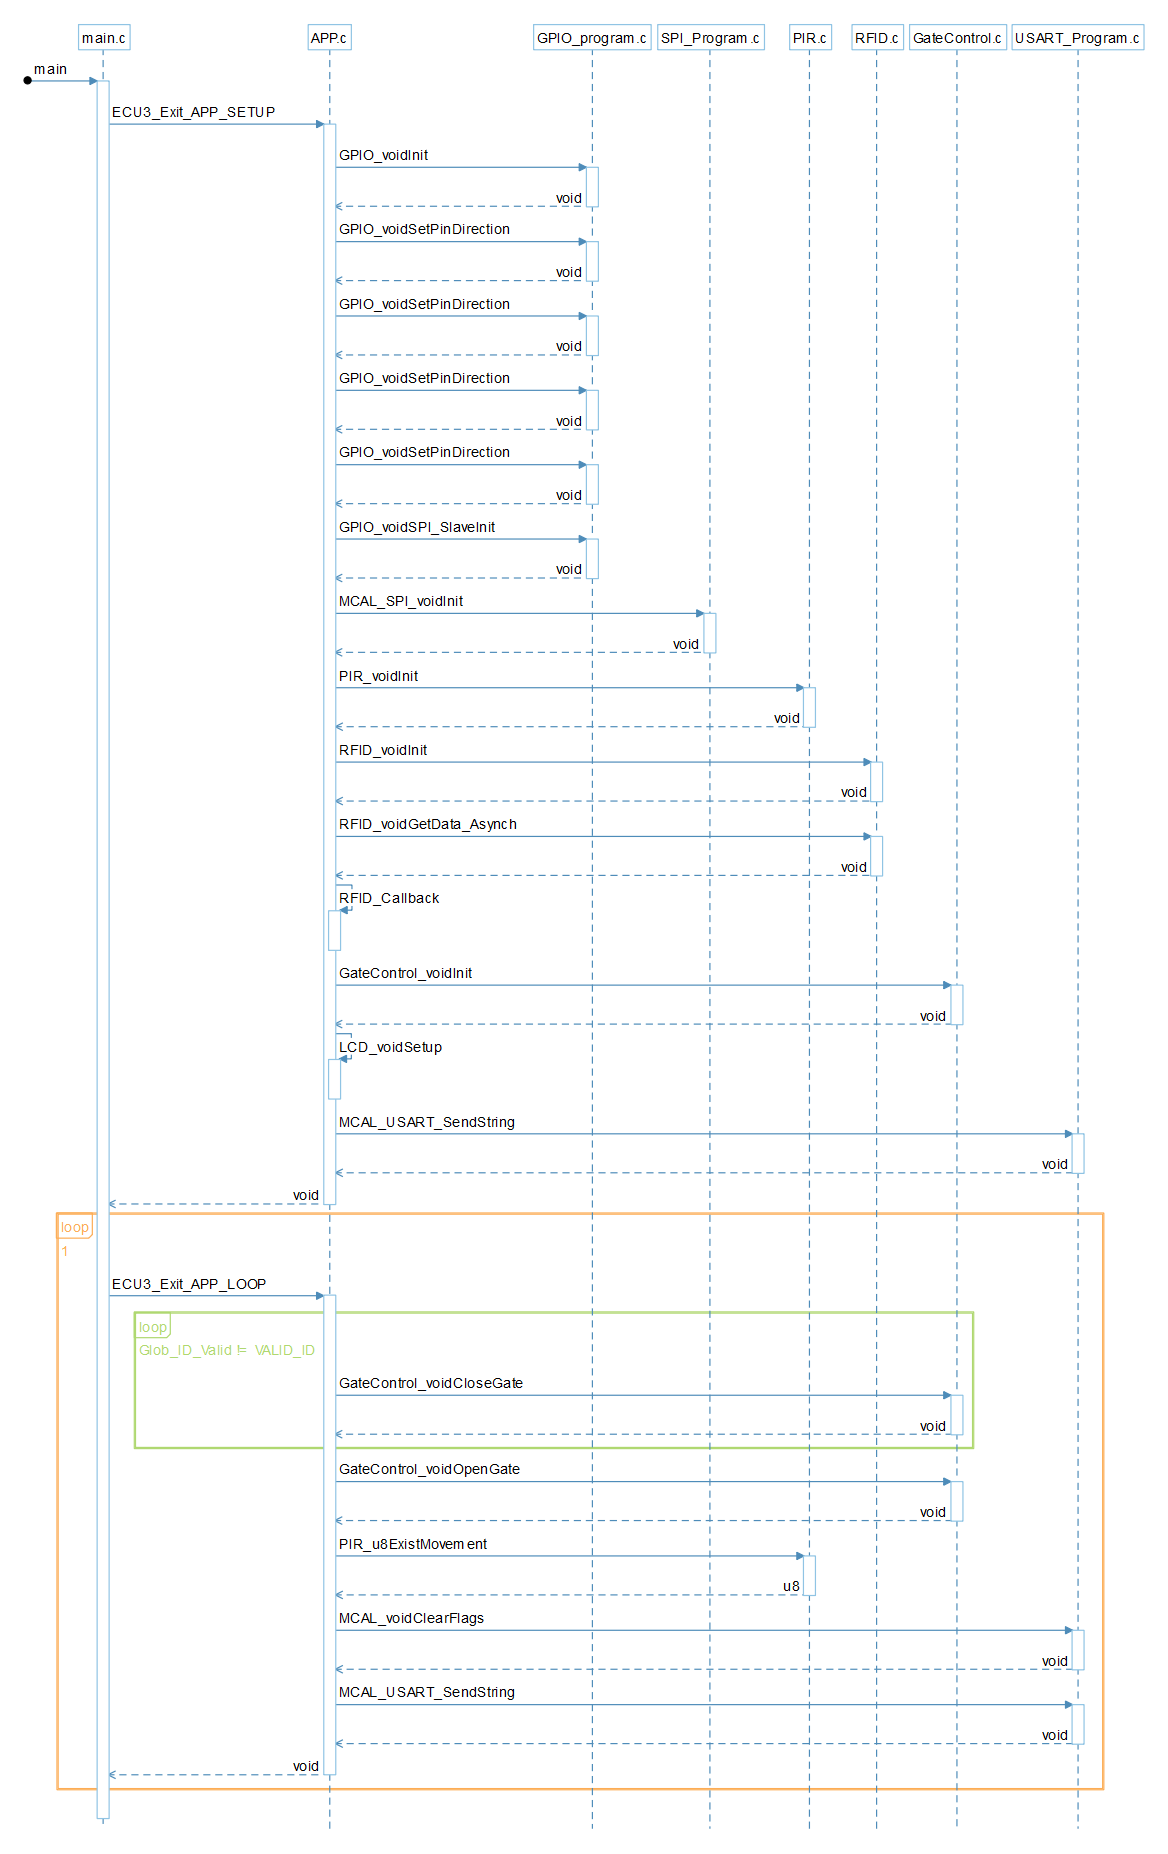 main.c
APP.c
GPIO_program.c
SPI_Program.c
PIR.c
RFID.c
GateControl.c
USART_Program.c
main
ECU3_Exit_APP_SETUP
GPIO_voidInit
void
GPIO_voidSetPinDirection
void
GPIO_voidSetPinDirection
void
GPIO_voidSetPinDirection
void
GPIO_voidSetPinDirection
void
GPIO_voidSPI_SlaveInit
void
MCAL_SPI_voidInit
void
PIR_voidInit
void
RFID_voidInit
void
RFID_voidGetData_Asynch
void
RFID_Callback
GateControl_voidInit
void
LCD_voidSetup
MCAL_USART_SendString
void
void
loop
1
ECU3_Exit_APP_LOOP
loop
Glob_ID_Valid != VALID_ID
GateControl_voidCloseGate
void
GateControl_voidOpenGate
void
PIR_u8ExistMovement
u8
MCAL_voidClearFlags
void
MCAL_USART_SendString
void
void